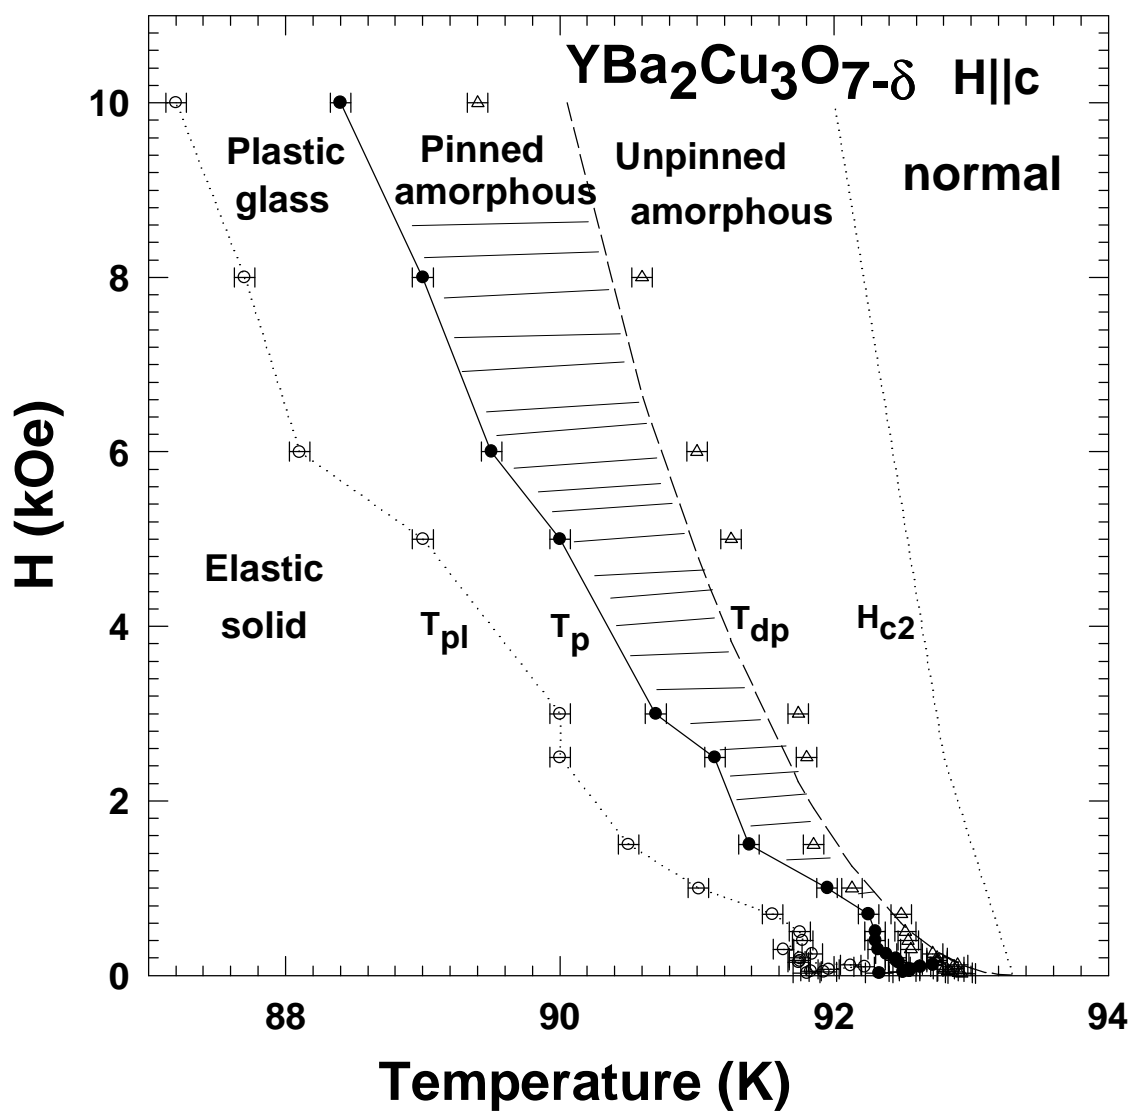 YBa2Cu3O7-δ H||c
10
Plastic
glass
Pinned
amorphous
Unpinned
amorphous
normal
8
6
H (kOe)
Elastic
solid
Tpl
Tp
Tdp
Hc2
4
2
0
88
90
92
94
Temperature (K)